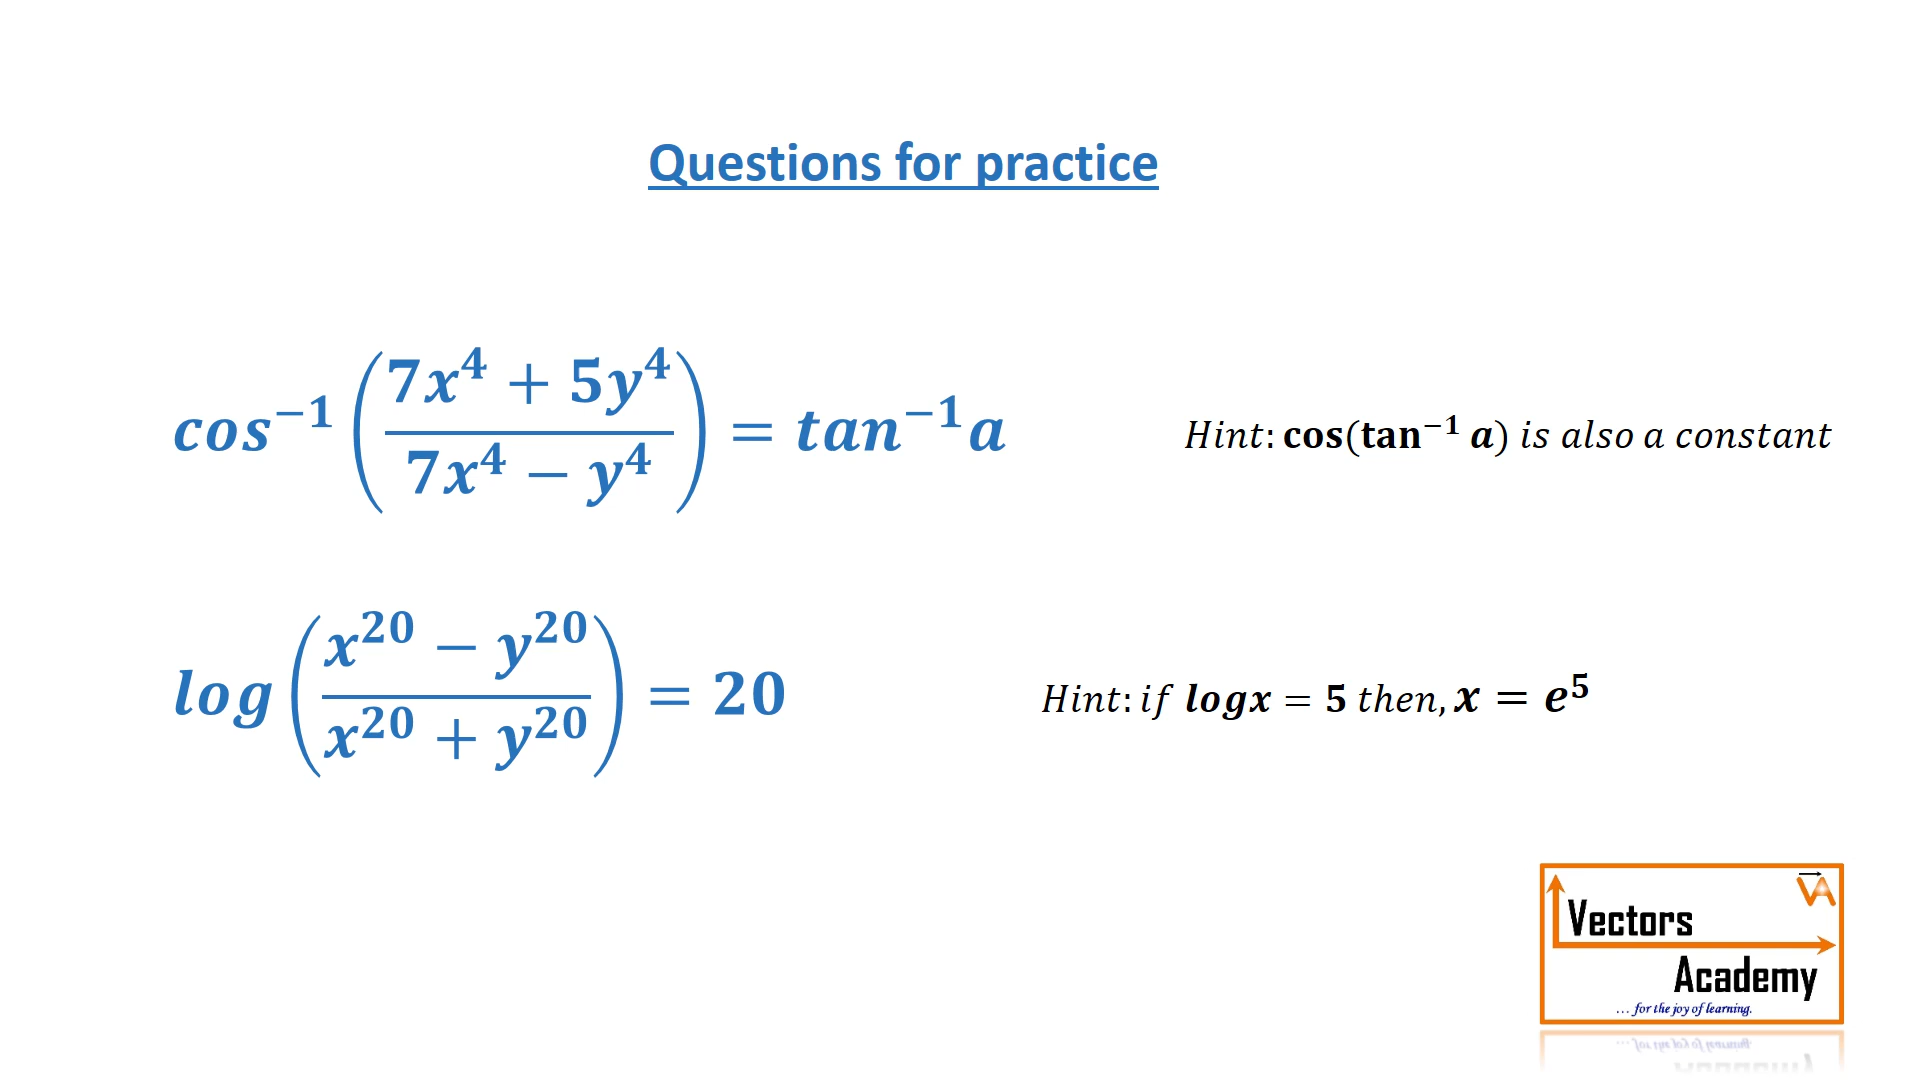 Questions for practice
cos⁻¹ ((7x⁴ + 5y⁴)/(7x⁴ − y⁴)) = tan⁻¹a
Hint: cos(tan⁻¹ a) is also a constant
log ((x²⁰ − y²⁰)/(x²⁰ + y²⁰)) = 20
Hint: if logx = 5 then, x = e⁵
VA
Vectors
Academy
... for the joy of learning.